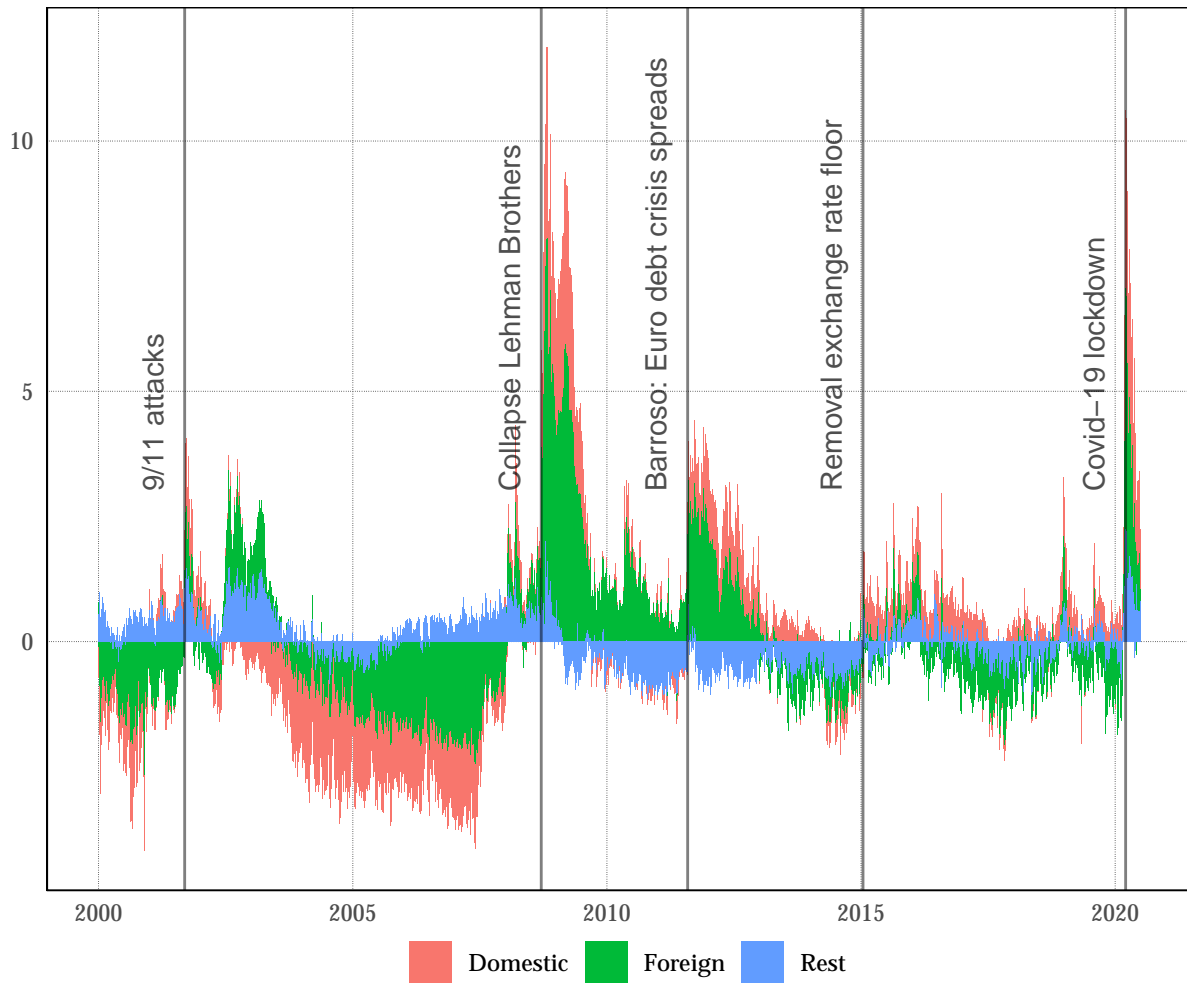 10
5
0
9/11 attacks
Collapse Lehman Brothers
Barroso: Euro debt crisis spreads
Removal exchange rate floor
Covid−19 lockdown
2000
2005
2010
2015
2020
Domestic
Foreign
Rest